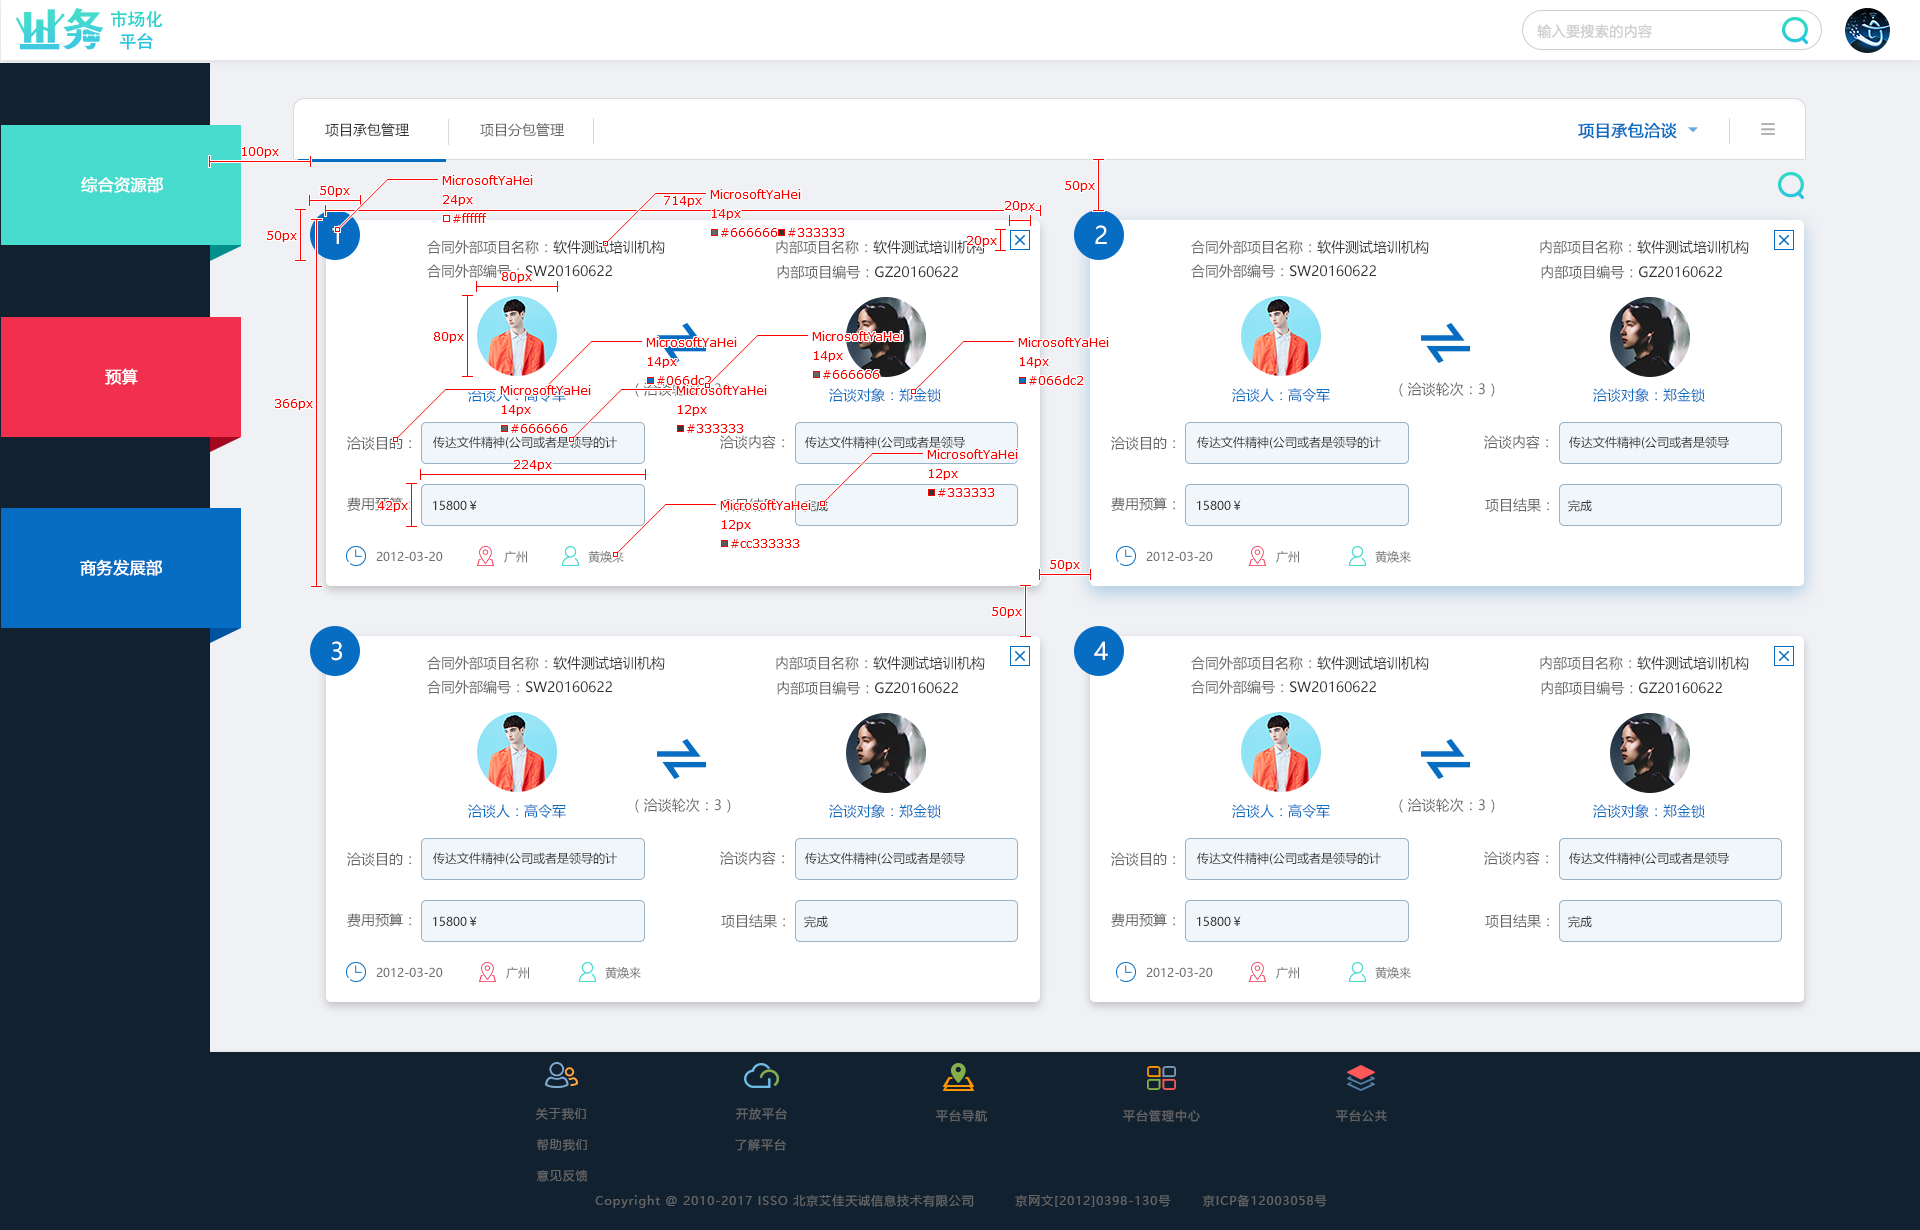 业务 市场化
平台
输入要搜索的内容
项目承包管理 项目分包管理 项目承包洽谈
综合资源部
预算
商务发展部
100px
50px
MicrosoftYaHei
24px
#ffffff
714px
MicrosoftYaHei
14px
#666666 #333333
20px
20px
50px
50px
50px
366px
1
合同外部项目名称：软件测试培训机构
内部项目名称：软件测试培训机构
合同外部编号：SW20160622
内部项目编号：GZ20160622
80px
80px
MicrosoftYaHei
14px
#066dc2
MicrosoftYaHei
14px
#666666
MicrosoftYaHei
14px
#066dc2
洽谈人：高令军
洽谈对象：郑金锁
MicrosoftYaHei
14px
#666666
MicrosoftYaHei
12px
#333333
洽谈目的： 传达文件精神(公司或者是领导的计
洽谈内容： 传达文件精神(公司或者是领导
224px
42px
MicrosoftYaHei
12px
#333333
费用预算 15800 ¥
完成
MicrosoftYaHei
12px
#cc333333
2012-03-20 广州 黄焕来
50px
50px
2
合同外部项目名称：软件测试培训机构
内部项目名称：软件测试培训机构
合同外部编号：SW20160622
内部项目编号：GZ20160622
（洽谈轮次：3）
洽谈人：高令军
洽谈对象：郑金锁
洽谈目的： 传达文件精神(公司或者是领导的计
洽谈内容： 传达文件精神(公司或者是领导
费用预算： 15800 ¥
项目结果： 完成
2012-03-20 广州 黄焕来
3
合同外部项目名称：软件测试培训机构
内部项目名称：软件测试培训机构
合同外部编号：SW20160622
内部项目编号：GZ20160622
（洽谈轮次：3）
洽谈人：高令军
洽谈对象：郑金锁
洽谈目的： 传达文件精神(公司或者是领导的计
洽谈内容： 传达文件精神(公司或者是领导
费用预算： 15800 ¥
项目结果： 完成
2012-03-20 广州 黄焕来
4
合同外部项目名称：软件测试培训机构
内部项目名称：软件测试培训机构
合同外部编号：SW20160622
内部项目编号：GZ20160622
（洽谈轮次：3）
洽谈人：高令军
洽谈对象：郑金锁
洽谈目的： 传达文件精神(公司或者是领导的计
洽谈内容： 传达文件精神(公司或者是领导
费用预算： 15800 ¥
项目结果： 完成
2012-03-20 广州 黄焕来
关于我们 开放平台 平台导航 平台管理中心 平台公共
帮助我们 了解平台
意见反馈
Copyright @ 2010-2017 ISSO 北京艾佳天诚信息技术有限公司 京网文[2012]0398-130号 京ICP备12003058号